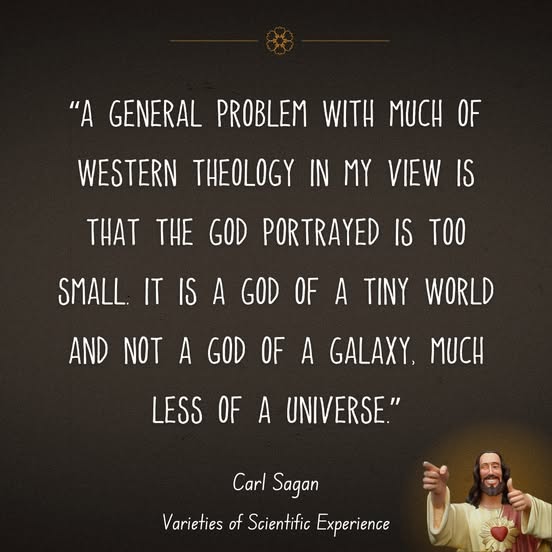 “A GENERAL PROBLEM WITH MUCH OF
WESTERN THEOLOGY IN MY VIEW IS
THAT THE GOD PORTRAYED IS TOO
SMALL. IT IS A GOD OF A TINY WORLD
AND NOT A GOD OF A GALAXY, MUCH
LESS OF A UNIVERSE.”
Carl Sagan
Varieties of Scientific Experience